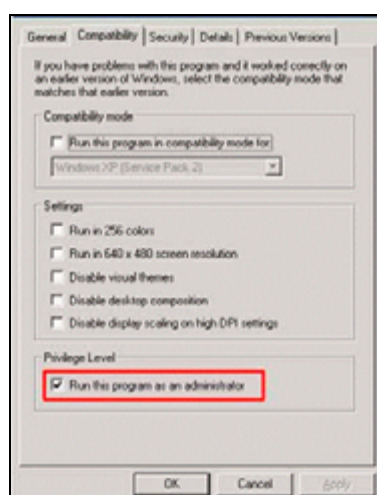 General Compatibility Security Details Previous Versions
If you have problems with this program and it worked correctly on
an earlier version of Windows, select the compatibility mode that
matches that earlier version.
Compatibility mode
Run this program in compatibility mode for:
Windows XP (Service Pack 2)
Settings
Run in 256 colors
Run in 640 x 480 screen resolution
Disable visual themes
Disable desktop composition
Disable display scaling on high DPI settings
Privilege Level
Run this program as an administrator
OK Cancel Apply